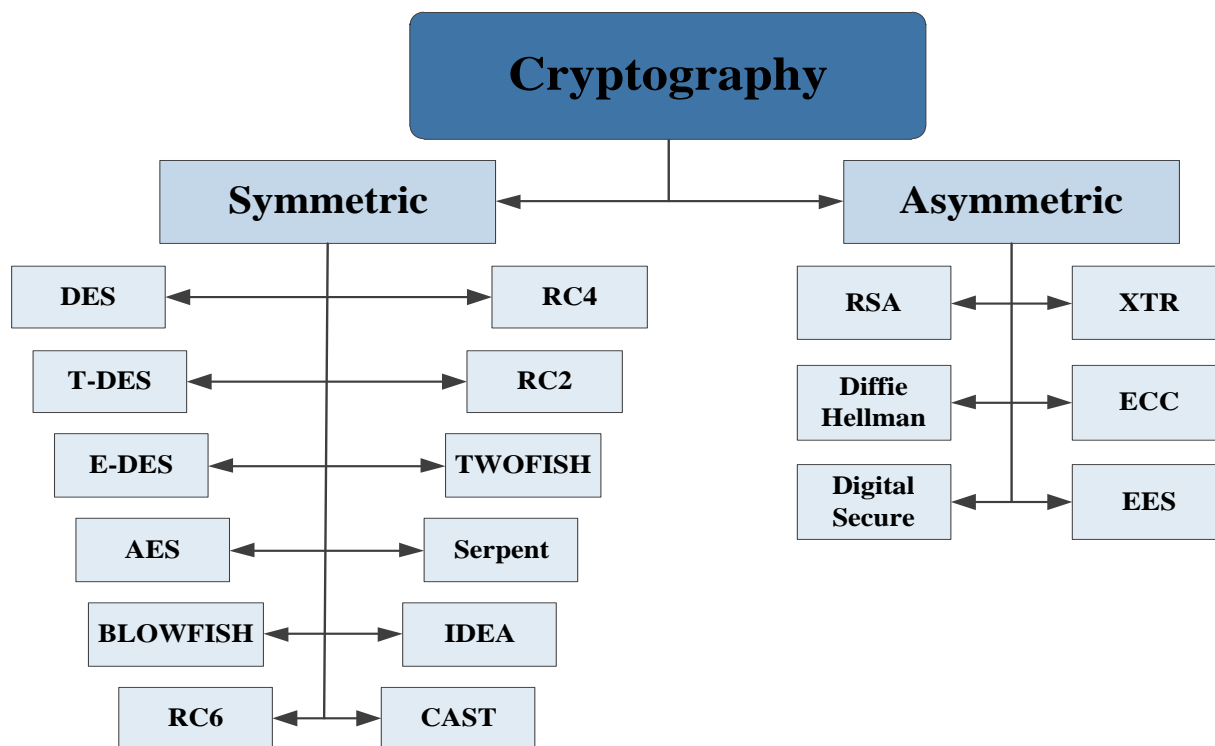 Cryptography
Symmetric
Asymmetric
DES
RC4
RSA
XTR
T-DES
RC2
Diffie
Hellman
ECC
E-DES
TWOFISH
Digital
Secure
EES
AES
Serpent
BLOWFISH
IDEA
RC6
CAST